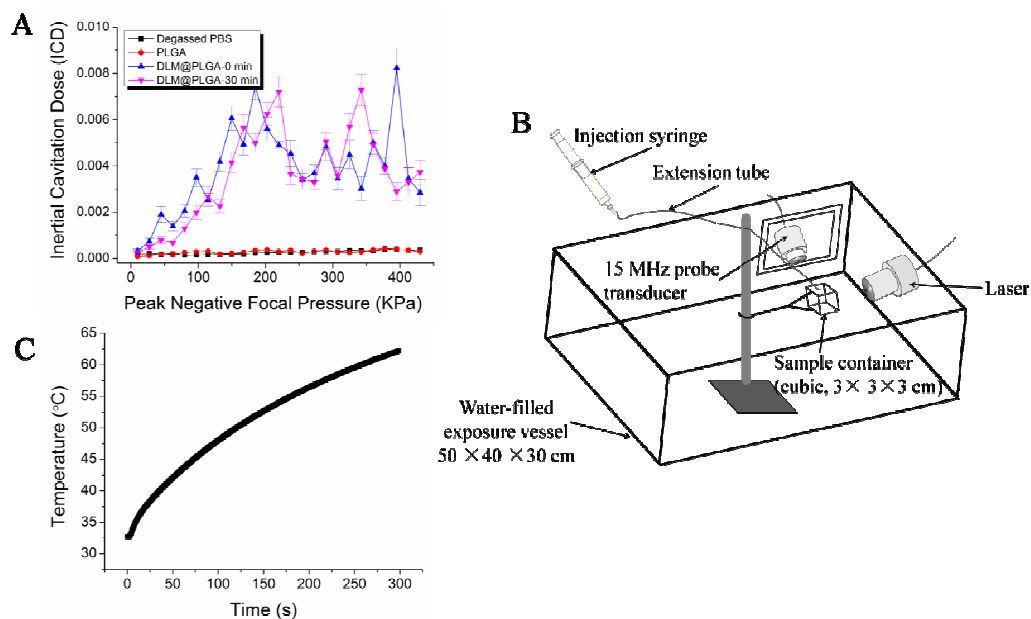 A
0.010
0.008
0.006
0.004
0.002
0.000
Inertial Cavitation Dose (ICD)
Degassed PBS
PLGA
DLM@PLGA-0 min
DLM@PLGA-30 min
0
100
200
300
400
Peak Negative Focal Pressure (KPa)
B
Injection syringe
Extension tube
15 MHz probe
transducer
Laser
Sample container
(cubic, 3× 3×3 cm)
Water-filled
exposure vessel
50 ×40 ×30 cm
C
65
60
55
50
45
40
35
30
Temperature (°C)
0
50
100
150
200
250
300
Time (s)